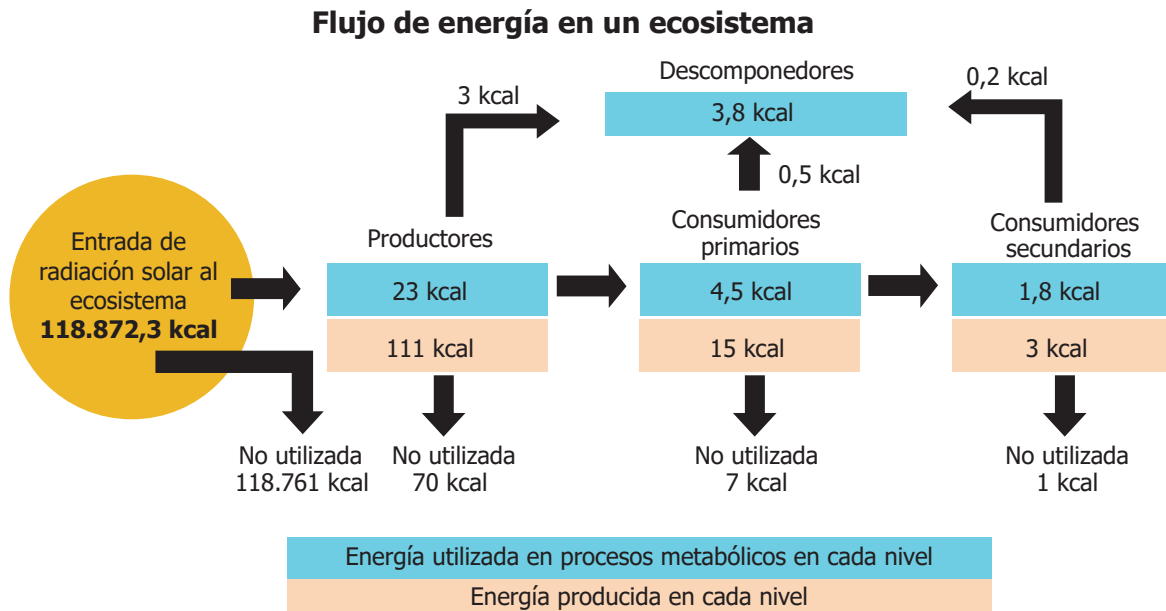 Flujo de energía en un ecosistema
Descomponedores
3 kcal
0,2 kcal
3,8 kcal
0,5 kcal
Entrada de
radiación solar al
ecosistema
118.872,3 kcal
Productores
Consumidores
primarios
Consumidores
secundarios
23 kcal
4,5 kcal
1,8 kcal
111 kcal
15 kcal
3 kcal
No utilizada
118.761 kcal
No utilizada
70 kcal
No utilizada
7 kcal
No utilizada
1 kcal
Energía utilizada en procesos metabólicos en cada nivel
Energía producida en cada nivel